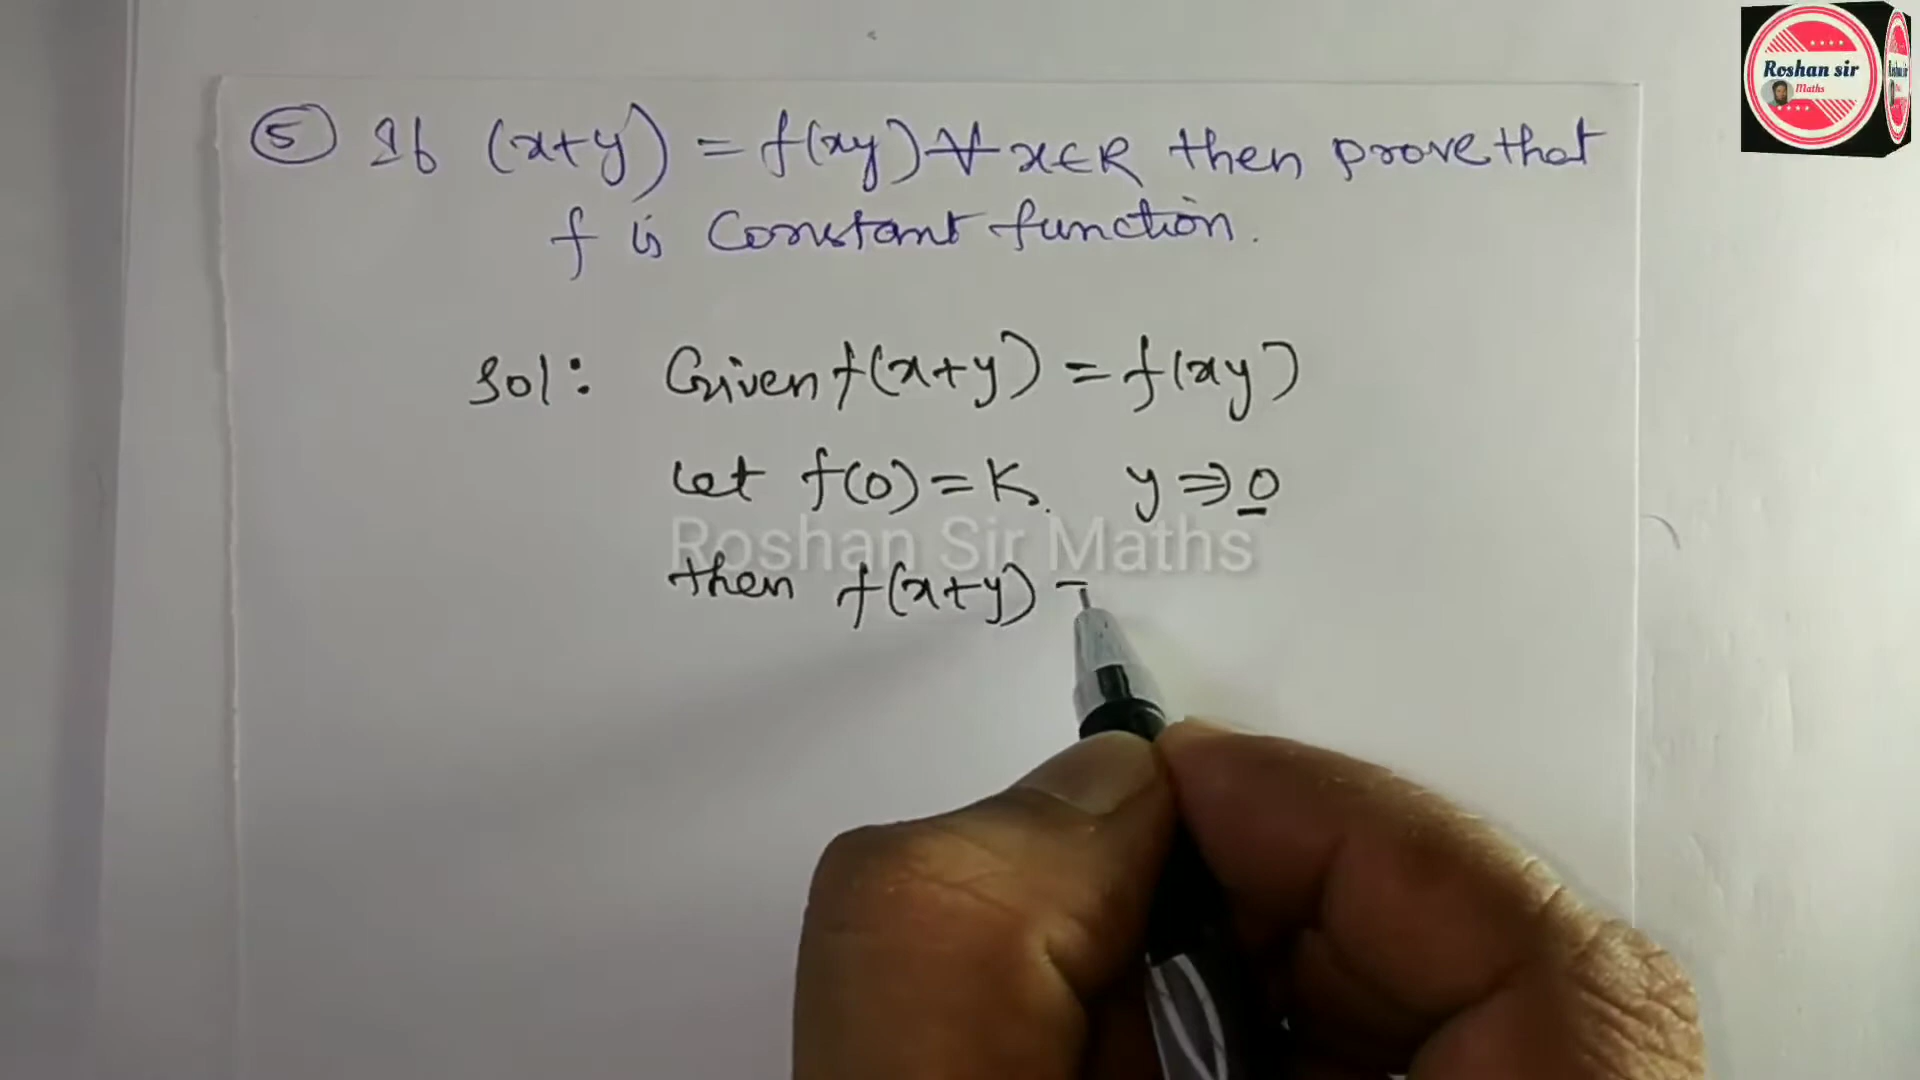 Roshan sir
Maths
⑤ If (x+y) = f(xy) ∀ x∈R then prove that
f is Constant function.
Sol: Given f(x+y) = f(xy)
Let f(0) = K. y ⇒ 0
Roshan Sir Maths
then f(x+y) =